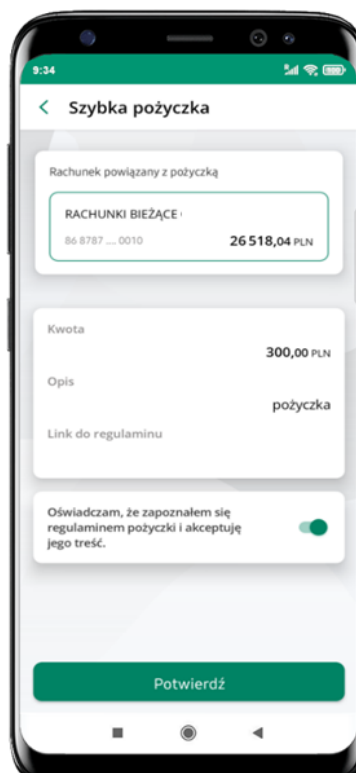 9:34
Szybka pożyczka
Rachunek powiązany z pożyczką
RACHUNKI BIEŻĄCE
86 8787 .... 0010 26 518,04 PLN
Kwota
300,00 PLN
Opis
pożyczka
Link do regulaminu
Oświadczam, że zapoznałem się
regulaminem pożyczki i akceptuję
jego treść.
Potwierdź